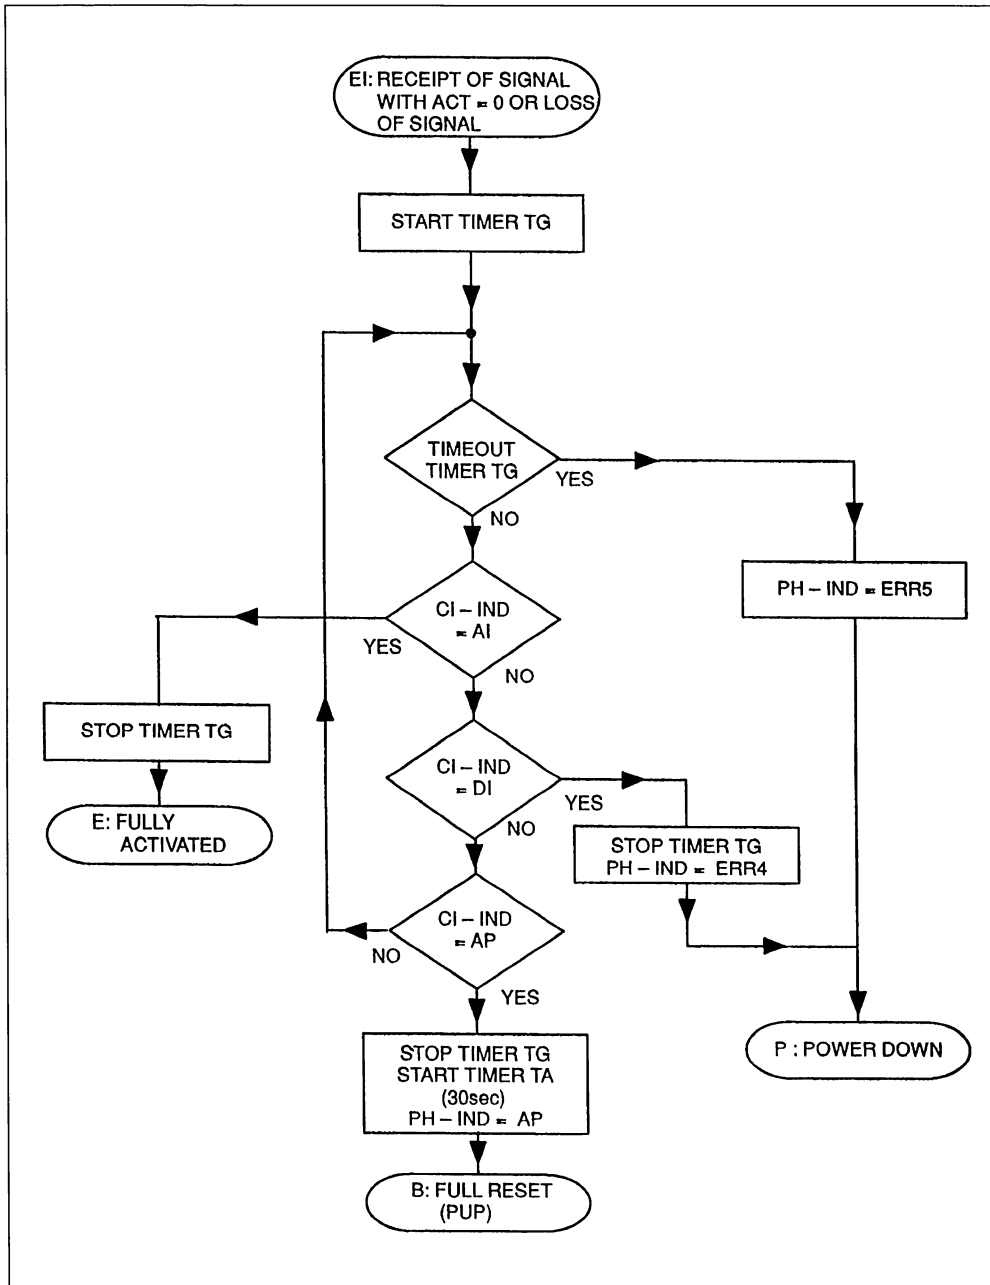 EI: RECEIPT OF SIGNAL
WITH ACT = 0 OR LOSS
OF SIGNAL
START TIMER TG
TIMEOUT
TIMER TG
YES
NO
PH – IND = ERR5
CI – IND
= AI
YES
NO
STOP TIMER TG
E: FULLY
ACTIVATED
CI – IND
= DI
YES
NO
STOP TIMER TG
PH – IND = ERR4
CI – IND
= AP
NO
YES
P : POWER DOWN
STOP TIMER TG
START TIMER TA
(30sec)
PH – IND = AP
B: FULL RESET
(PUP)